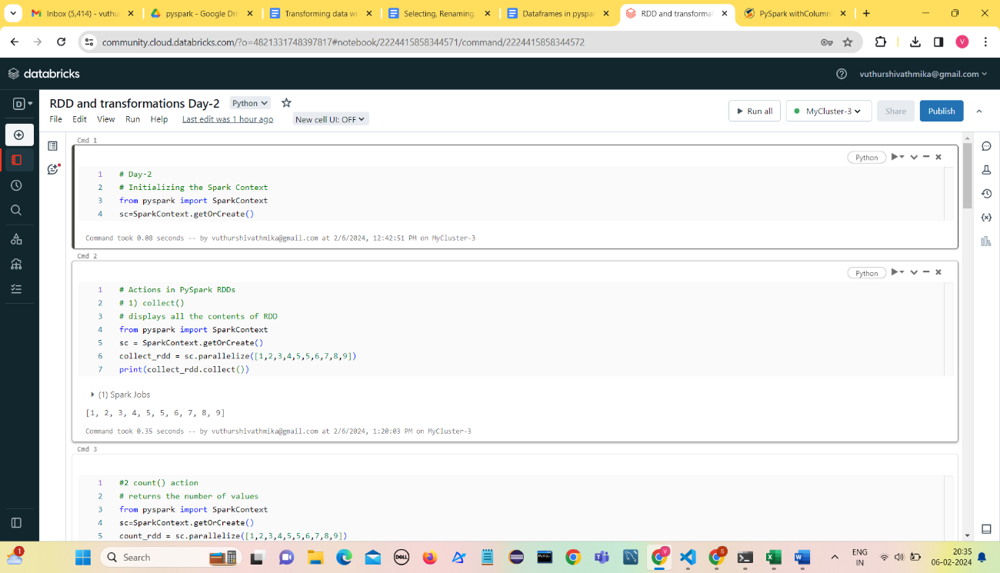 Inbox (5,414) - vuthu
pyspark - Google Dri
Transforming data wi
Selecting, Renaming,
Dataframes in pyspar
RDD and transformat
PySpark withColumn
community.cloud.databricks.com/?o=4821331748397817#notebook/2224415858344571/command/2224415858344572
V
databricks
vuthurshivathmika@gmail.com
D
RDD and transformations Day-2 Python
File Edit View Run Help Last edit was 1 hour ago New cell UI: OFF
Run all MyCluster-3 Share Publish
Cmd 1
Python
1 # Day-2
2 # Initializing the Spark Context
3 from pyspark import SparkContext
4 sc=SparkContext.getOrCreate()
Command took 0.08 seconds -- by vuthurshivathmika@gmail.com at 2/6/2024, 12:42:51 PM on MyCluster-3
Cmd 2
Python
1 # Actions in PySpark RDDs
2 # 1) collect()
3 # displays all the contents of RDD
4 from pyspark import SparkContext
5 sc = SparkContext.getOrCreate()
6 collect_rdd = sc.parallelize([1,2,3,4,5,5,6,7,8,9])
7 print(collect_rdd.collect())
(1) Spark Jobs
[1, 2, 3, 4, 5, 5, 6, 7, 8, 9]
Command took 0.35 seconds -- by vuthurshivathmika@gmail.com at 2/6/2024, 1:20:03 PM on MyCluster-3
Cmd 3
1 #2 count() action
2 # returns the number of values
3 from pyspark import SparkContext
4 sc=SparkContext.getOrCreate()
5 count_rdd = sc.parallelize([1,2,3,4,5,5,6,7,8,9])
1
Search
DELL
V
S
ENG
IN
20:35
06-02-2024